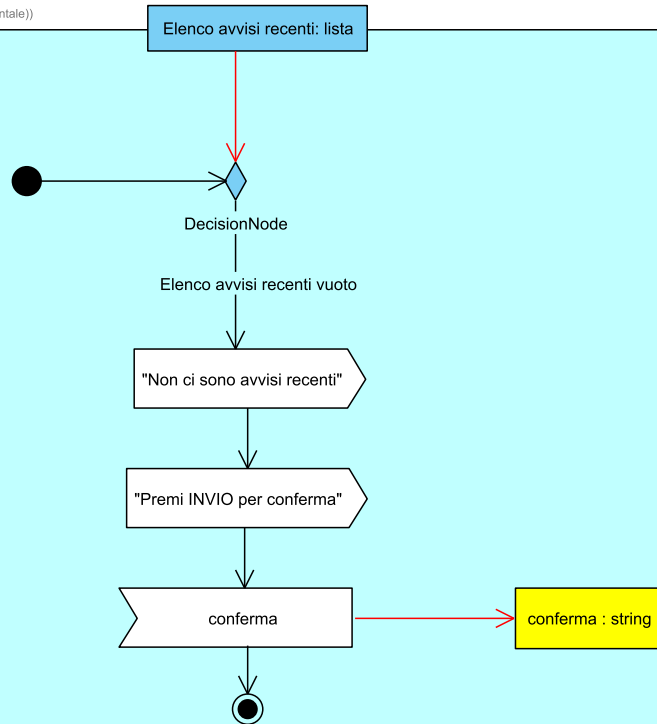 ntale))
Elenco avvisi recenti: lista
DecisionNode
Elenco avvisi recenti vuoto
"Non ci sono avvisi recenti"
"Premi INVIO per conferma"
conferma
conferma : string